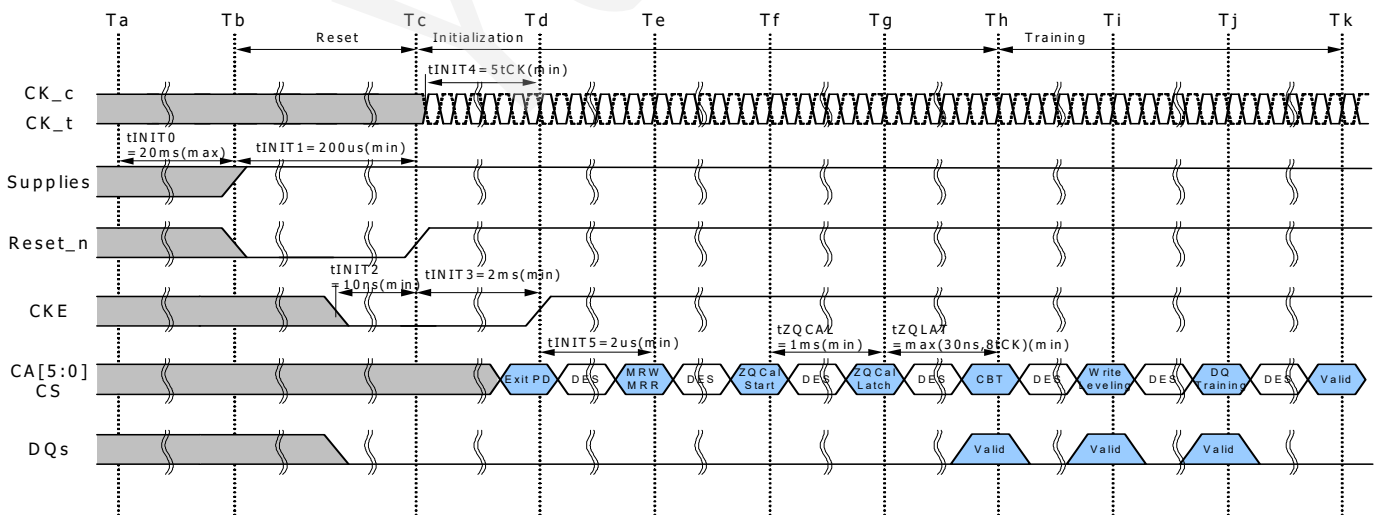 Ta Tb Tc Td Te Tf Tg Th Ti Tj Tk
Reset Initialization Training
tINIT4=5tCK(min)
CK_c
CK_t
tINIT0
=20ms(max)
tINIT1=200us(min)
Supplies
Reset_n
tINIT2
=10ns(min)
tINIT3=2ms(min)
CKE
tINIT5=2us(min)
tZQCAL
=1ms(min)
tZQLAT
=max(30ns,8tCK)(min)
CA[5:0]
CS
Exit PD DES MRW
MRR DES ZQCal
Start DES ZQCal
Latch DES CBT DES Write
Leveling DES DQ
Training DES Valid
DQs Valid Valid Valid